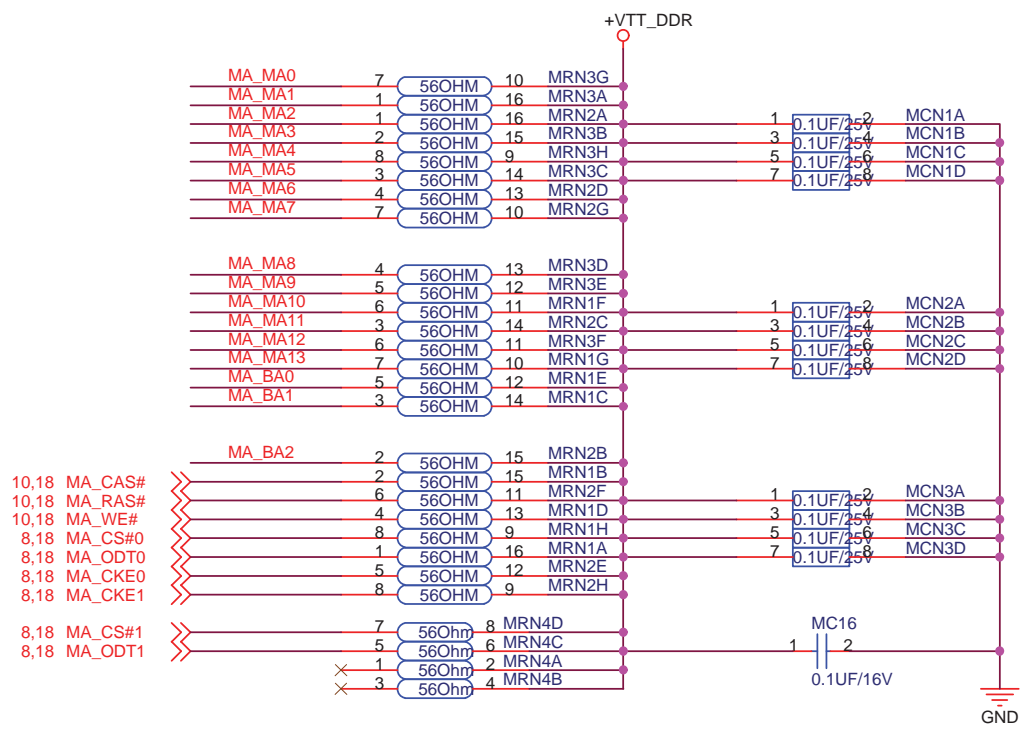 +VTT_DDR
MA_MA0 7 56OHM 10 MRN3G
MA_MA1 1 56OHM 16 MRN3A
MA_MA2 1 56OHM 16 MRN2A 1 0.1UF/25V 2 MCN1A
MA_MA3 2 56OHM 15 MRN3B 3 0.1UF/25V 4 MCN1B
MA_MA4 8 56OHM 9 MRN3H 5 0.1UF/25V 6 MCN1C
MA_MA5 3 56OHM 14 MRN3C 7 0.1UF/25V 8 MCN1D
MA_MA6 4 56OHM 13 MRN2D
MA_MA7 7 56OHM 10 MRN2G
MA_MA8 4 56OHM 13 MRN3D
MA_MA9 5 56OHM 12 MRN3E
MA_MA10 6 56OHM 11 MRN1F 1 0.1UF/25V 2 MCN2A
MA_MA11 3 56OHM 14 MRN2C 3 0.1UF/25V 4 MCN2B
MA_MA12 6 56OHM 11 MRN3F 5 0.1UF/25V 6 MCN2C
MA_MA13 7 56OHM 10 MRN1G 7 0.1UF/25V 8 MCN2D
MA_BA0 5 56OHM 12 MRN1E
MA_BA1 3 56OHM 14 MRN1C
MA_BA2 2 56OHM 15 MRN2B
10,18 MA_CAS# 2 56OHM 15 MRN1B
10,18 MA_RAS# 6 56OHM 11 MRN2F 1 0.1UF/25V 2 MCN3A
10,18 MA_WE# 4 56OHM 13 MRN1D 3 0.1UF/25V 4 MCN3B
8,18 MA_CS#0 8 56OHM 9 MRN1H 5 0.1UF/25V 6 MCN3C
8,18 MA_ODT0 1 56OHM 16 MRN1A 7 0.1UF/25V 8 MCN3D
8,18 MA_CKE0 5 56OHM 12 MRN2E
8,18 MA_CKE1 8 56OHM 9 MRN2H
8,18 MA_CS#1 7 56Ohm 8 MRN4D MC16
8,18 MA_ODT1 5 56Ohm 6 MRN4C 1 2
1 56Ohm 2 MRN4A 0.1UF/16V
3 56Ohm 4 MRN4B
GND